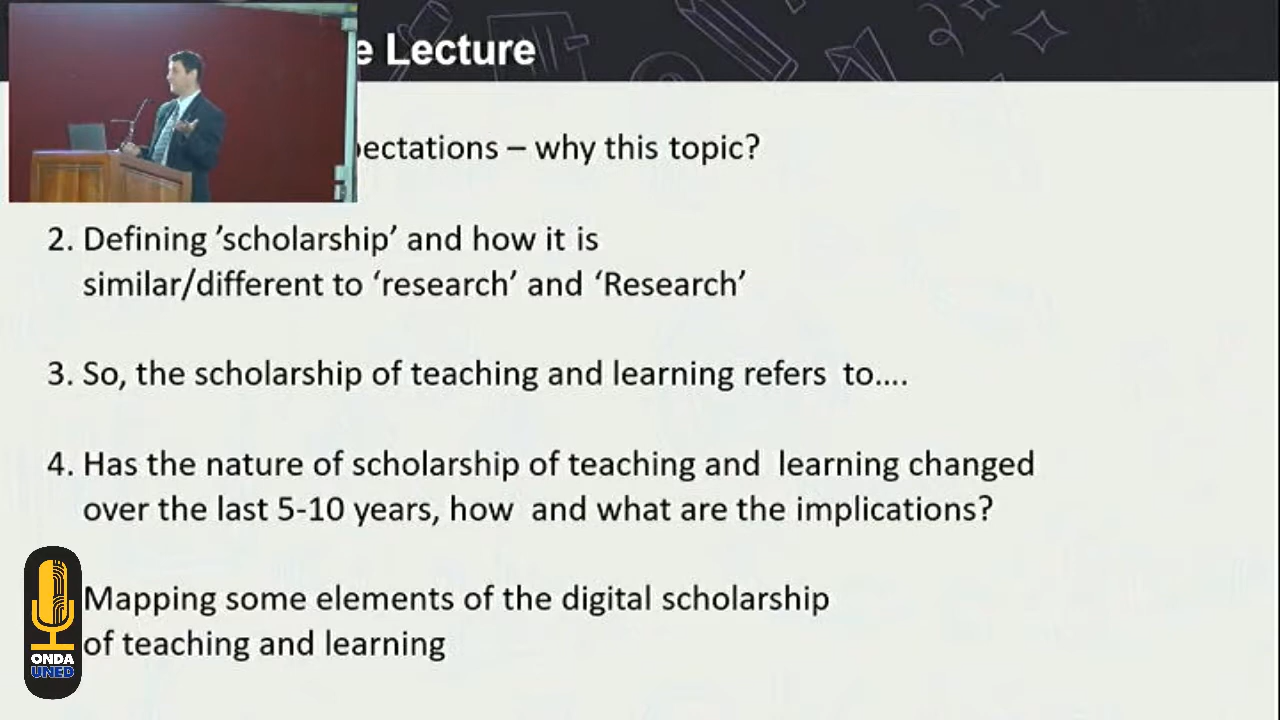 e Lecture
ectations – why this topic?
2. Defining ’scholarship’ and how it is
similar/different to ‘research’ and ‘Research’
3. So, the scholarship of teaching and learning refers to....
4. Has the nature of scholarship of teaching and learning changed
over the last 5-10 years, how and what are the implications?
Mapping some elements of the digital scholarship
of teaching and learning
ONDA
UNED